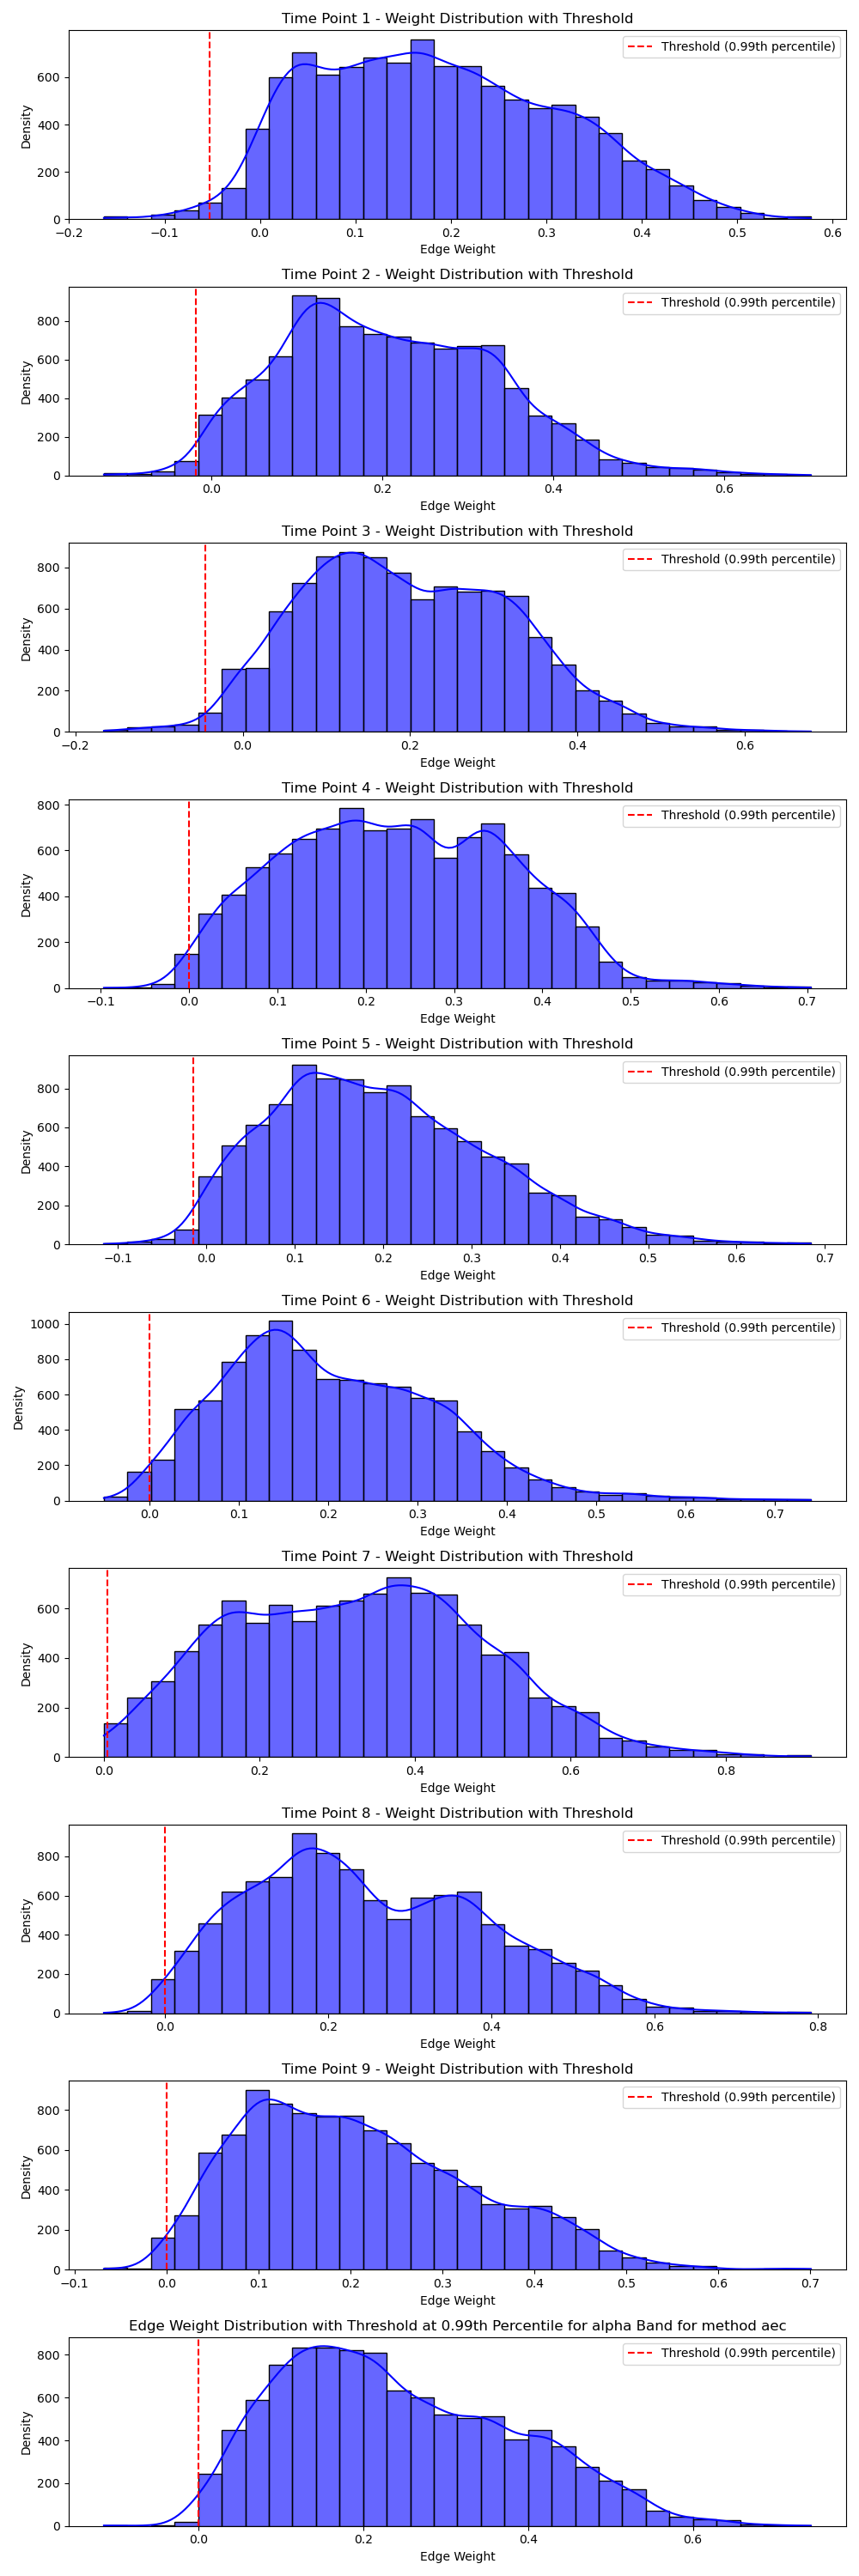 Time Point 1 - Weight Distribution with Threshold
Threshold (0.99th percentile)
Density
600
400
200
0
−0.2 −0.1 0.0 0.1 0.2 0.3 0.4 0.5 0.6
Edge Weight
Time Point 2 - Weight Distribution with Threshold
Threshold (0.99th percentile)
Density
800
600
400
200
0
0.0 0.2 0.4 0.6
Edge Weight
Time Point 3 - Weight Distribution with Threshold
Threshold (0.99th percentile)
Density
800
600
400
200
0
−0.2 0.0 0.2 0.4 0.6
Edge Weight
Time Point 4 - Weight Distribution with Threshold
Threshold (0.99th percentile)
Density
800
600
400
200
0
−0.1 0.0 0.1 0.2 0.3 0.4 0.5 0.6 0.7
Edge Weight
Time Point 5 - Weight Distribution with Threshold
Threshold (0.99th percentile)
Density
800
600
400
200
0
−0.1 0.0 0.1 0.2 0.3 0.4 0.5 0.6 0.7
Edge Weight
Time Point 6 - Weight Distribution with Threshold
Threshold (0.99th percentile)
Density
1000
800
600
400
200
0
0.0 0.1 0.2 0.3 0.4 0.5 0.6 0.7
Edge Weight
Time Point 7 - Weight Distribution with Threshold
Threshold (0.99th percentile)
Density
600
400
200
0
0.0 0.2 0.4 0.6 0.8
Edge Weight
Time Point 8 - Weight Distribution with Threshold
Threshold (0.99th percentile)
Density
800
600
400
200
0
0.0 0.2 0.4 0.6 0.8
Edge Weight
Time Point 9 - Weight Distribution with Threshold
Threshold (0.99th percentile)
Density
800
600
400
200
0
−0.1 0.0 0.1 0.2 0.3 0.4 0.5 0.6 0.7
Edge Weight
Edge Weight Distribution with Threshold at 0.99th Percentile for alpha Band for method aec
Threshold (0.99th percentile)
Density
800
600
400
200
0
0.0 0.2 0.4 0.6
Edge Weight